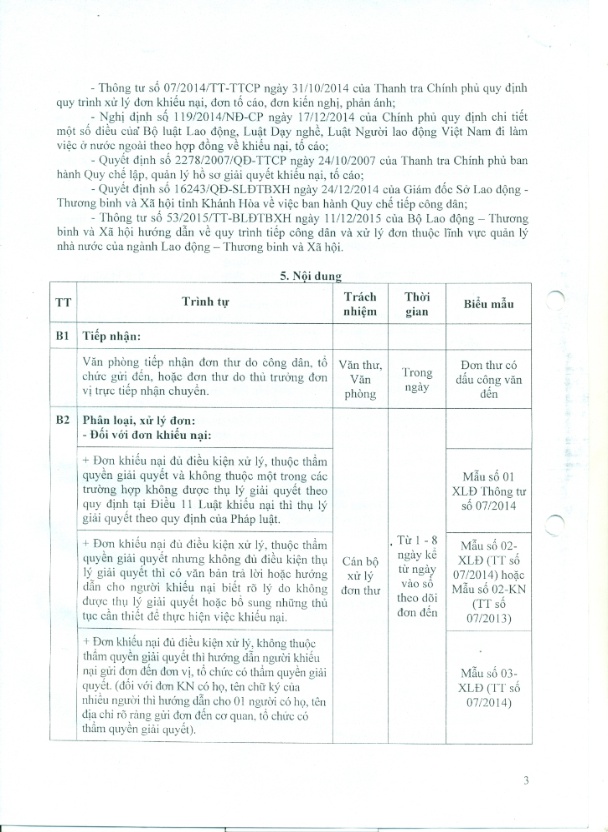 - Thông tư số 07/2014/TT-TTCP ngày 31/10/2014 của Thanh tra Chính phủ quy định
quy trình xử lý đơn khiếu nại, đơn tố cáo, đơn kiến nghị, phản ánh;
- Nghị định số 119/2014/NĐ-CP ngày 17/12/2014 của Chính phủ quy định chi tiết
một số điều của Bộ luật Lao động, Luật Dạy nghề, Luật Người lao động Việt Nam đi làm
việc ở nước ngoài theo hợp đồng về khiếu nại, tố cáo;
- Quyết định số 2278/2007/QĐ-TTCP ngày 24/10/2007 của Thanh tra Chính phủ ban
hành Quy chế lập, quản lý hồ sơ giải quyết khiếu nại, tố cáo;
- Quyết định số 16243/QĐ-SLĐTBXH ngày 24/12/2014 của Giám đốc Sở Lao động -
Thương binh và Xã hội tỉnh Khánh Hòa về việc ban hành Quy chế tiếp công dân;
- Thông tư số 53/2015/TT-BLĐTBXH ngày 11/12/2015 của Bộ Lao động – Thương
binh và Xã hội hướng dẫn về quy trình tiếp công dân và xử lý đơn thuộc lĩnh vực quản lý
nhà nước của ngành Lao động – Thương binh và Xã hội.
5. Nội dung
TT
Trình tự
Trách
nhiệm
Thời
gian
Biểu mẫu
B1
Tiếp nhận:
Văn phòng tiếp nhận đơn thư do công dân, tổ
chức gửi đến, hoặc đơn thư do thủ trưởng đơn
vị trực tiếp nhận chuyển.
Văn thư,
Văn
phòng
Trong
ngày
Đơn thư có
dấu công văn
đến
B2
Phân loại, xử lý đơn:
- Đối với đơn khiếu nại:
+ Đơn khiếu nại đủ điều kiện xử lý, thuộc thẩm
quyền giải quyết và không thuộc một trong các
trường hợp không được thụ lý giải quyết theo
quy định tại Điều 11 Luật khiếu nại thì thụ lý
giải quyết theo quy định của Pháp luật.
Mẫu số 01
XLĐ Thông tư
số 07/2014
+ Đơn khiếu nại đủ điều kiện xử lý, thuộc thẩm
quyền giải quyết nhưng không đủ điều kiện thụ
lý giải quyết thì có văn bản trả lời hoặc hướng
dẫn cho người khiếu nại biết rõ lý do không
được thụ lý giải quyết hoặc bổ sung những thủ
tục cần thiết để thực hiện việc khiếu nại.
Cán bộ
xử lý
đơn thư
Từ 1 - 8
ngày kể
từ ngày
vào sổ
theo dõi
đơn đến
Mẫu số 02-
XLĐ (TT số
07/2014) hoặc
Mẫu số 02-KN
(TT số
07/2013)
+ Đơn khiếu nại đủ điều kiện xử lý, không thuộc
thẩm quyền giải quyết thì hướng dẫn người khiếu
nại gửi đơn đến đơn vị, tổ chức có thẩm quyền giải
quyết. (đối với đơn KN có họ, tên chữ ký của
nhiều người thì hướng dẫn cho 01 người có họ, tên
địa chỉ rõ ràng gửi đơn đến cơ quan, tổ chức có
thẩm quyền giải quyết).
Mẫu số 03-
XLĐ (TT số
07/2014)
3